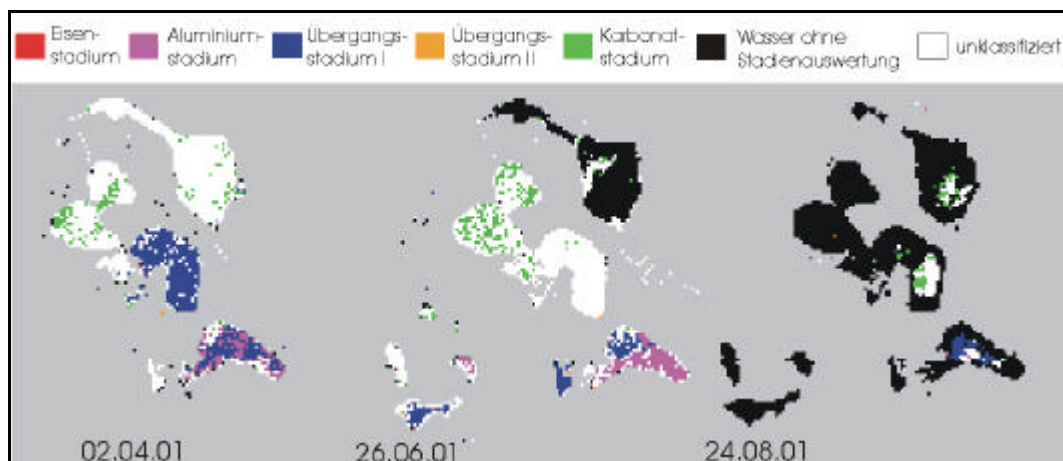 Eisen-
stadium
Aluminium-
stadium
Übergangs-
stadium I
Übergangs-
stadium II
Karbonat-
stadium
Wasser ohne
Stadienauswertung
unklassifiziert
02.04.01
26.06.01
24.08.01